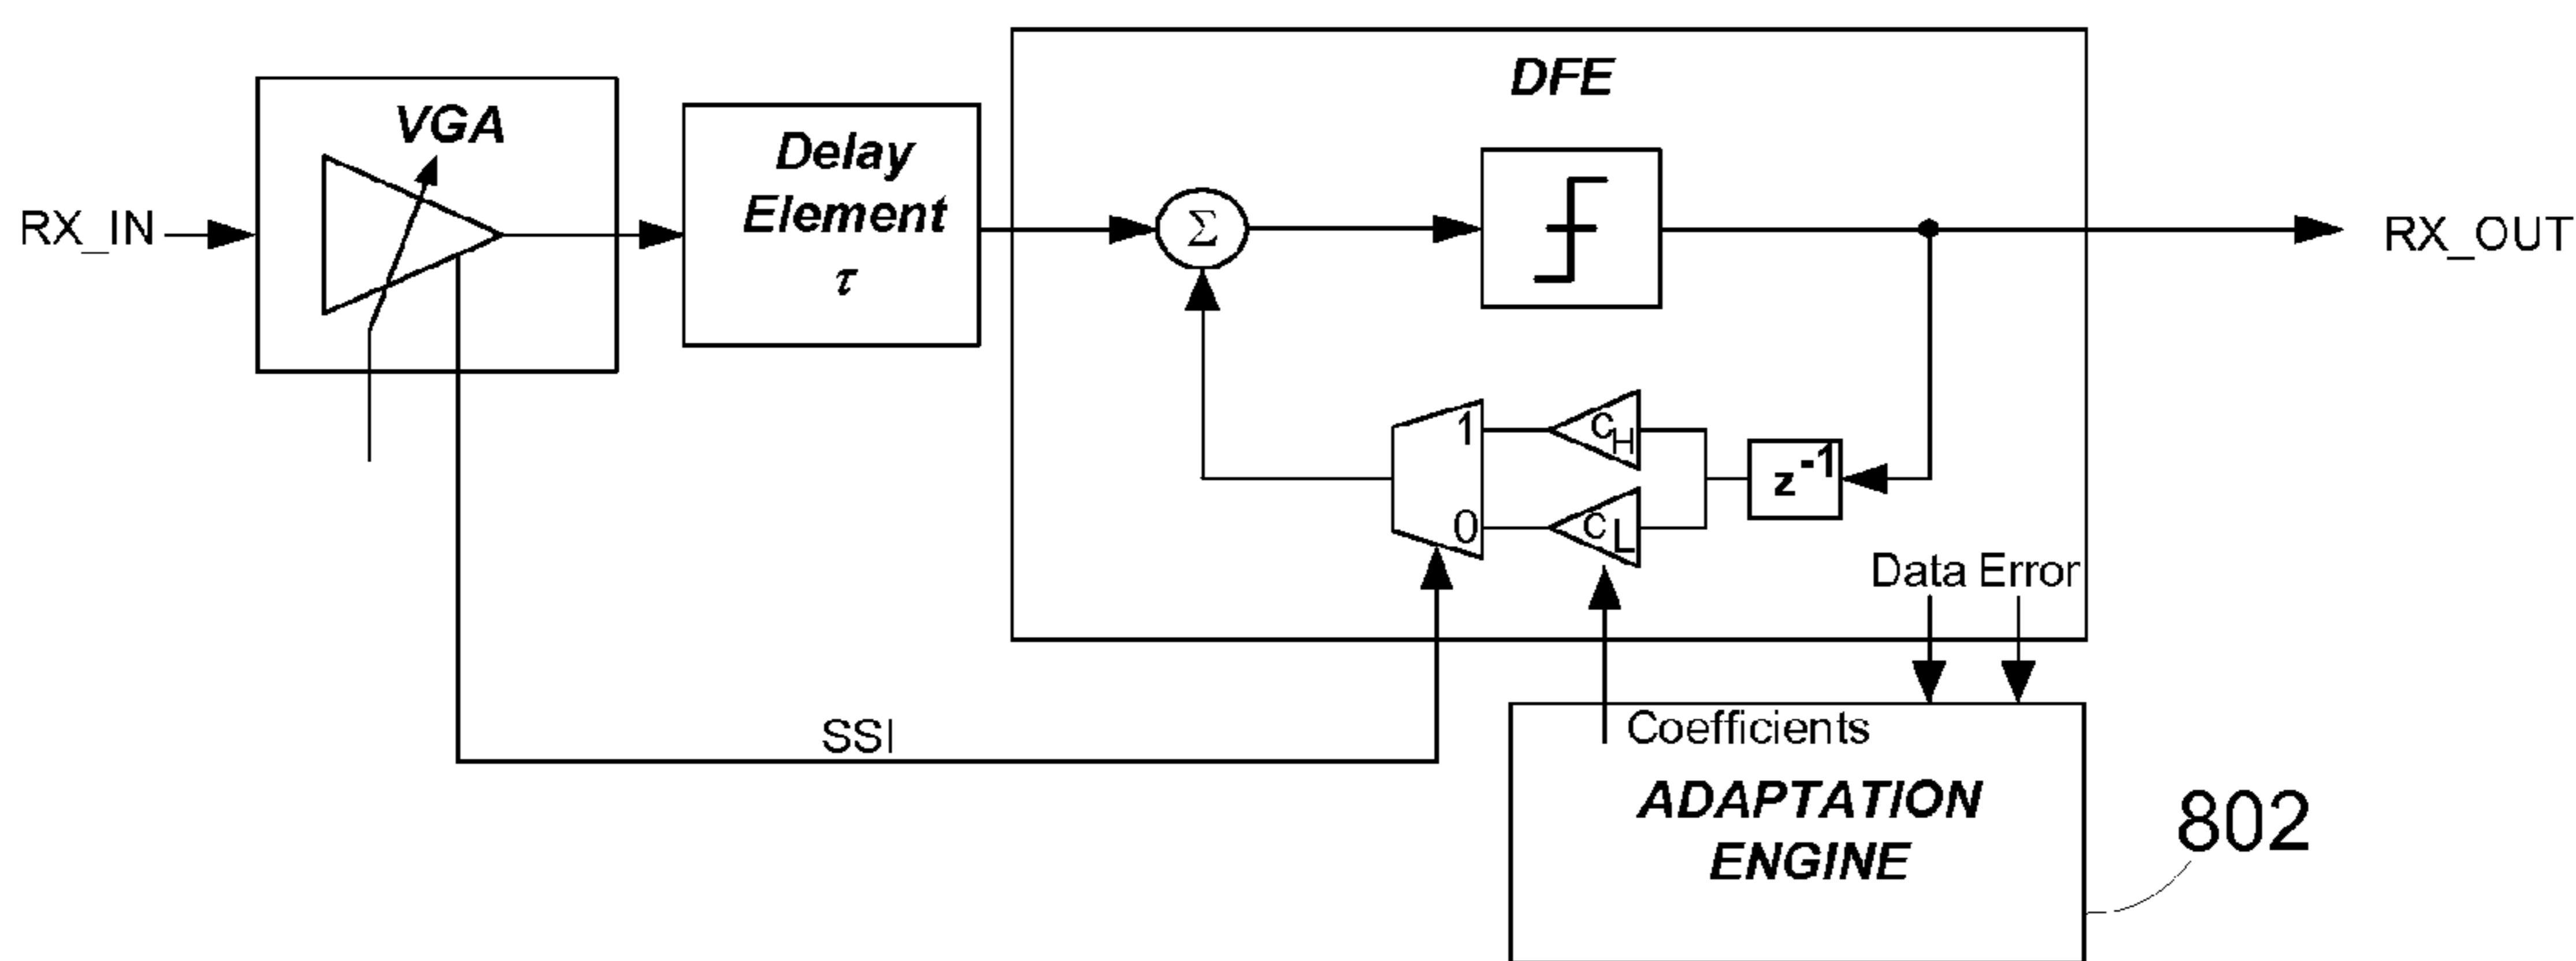 DFE
VGA
Delay
Element
τ
RX_IN
Σ
RX_OUT
1
C_H
z^-1
0
C_L
Data Error
SSI
Coefficients
ADAPTATION
ENGINE
802